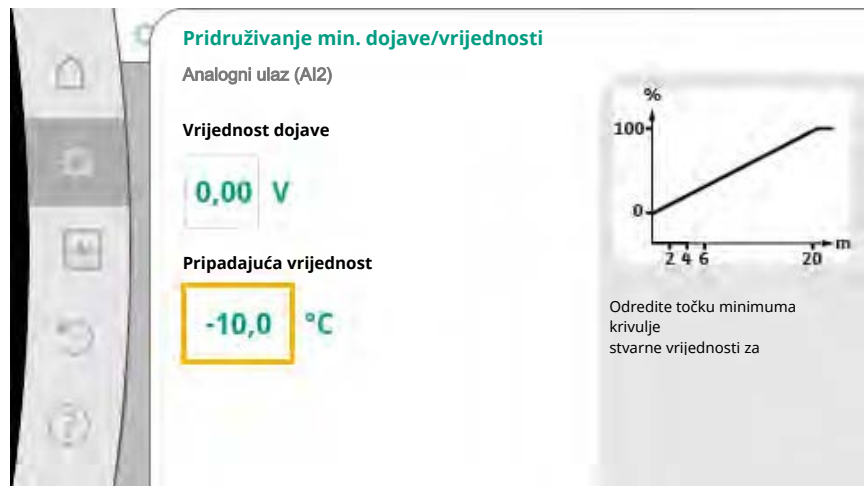 Pridruživanje min. dojave/vrijednosti
Analogni ulaz (AI2)
Vrijednost dojave
0,00 V
Pripadajuća vrijednost
-10,0 °C
%
100
0
2 4 6 20
m
Odredite točku minimuma
krivulje
stvarne vrijednosti za